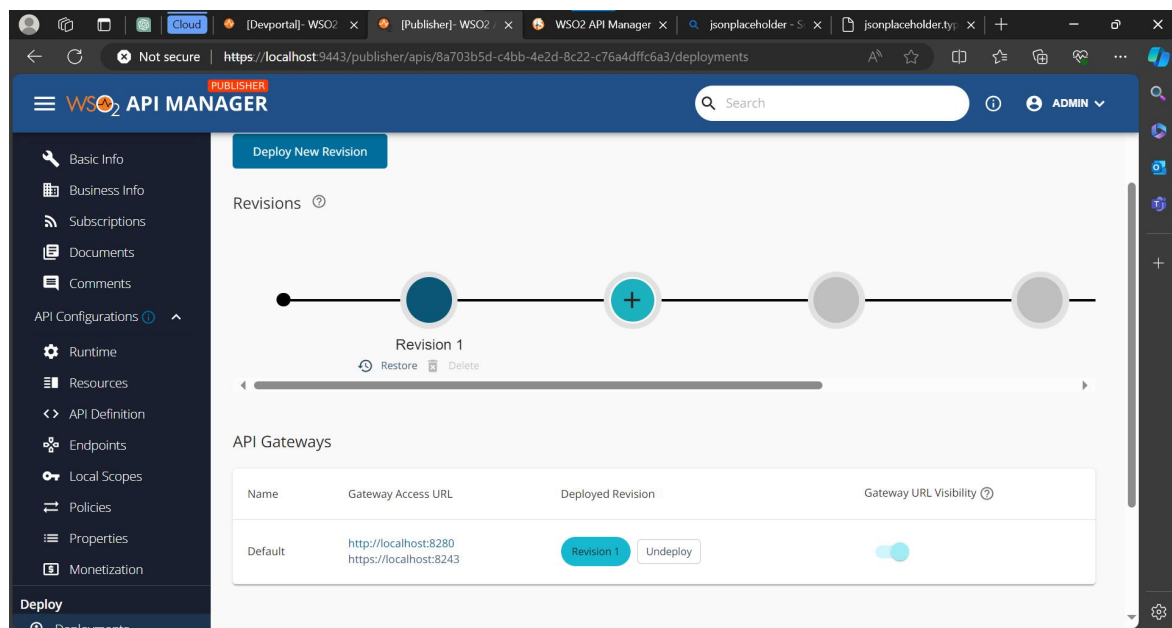 Cloud
[Devportal]- WSO2
[Publisher]- WSO2
WSO2 API Manager
jsonplaceholder - S
jsonplaceholder.typ
Not secure
https://localhost:9443/publisher/apis/8a703b5d-c4bb-4e2d-8c22-c76a4dffc6a3/deployments
PUBLISHER
WSO2 API MANAGER
Search
ADMIN
Basic Info
Business Info
Subscriptions
Documents
Comments
API Configurations
Runtime
Resources
API Definition
Endpoints
Local Scopes
Policies
Properties
Monetization
Deploy
Deployments
Deploy New Revision
Revisions
Revision 1
Restore Delete
API Gateways
Name Gateway Access URL Deployed Revision Gateway URL Visibility
Default http://localhost:8280 Revision 1 Undeploy
https://localhost:8243